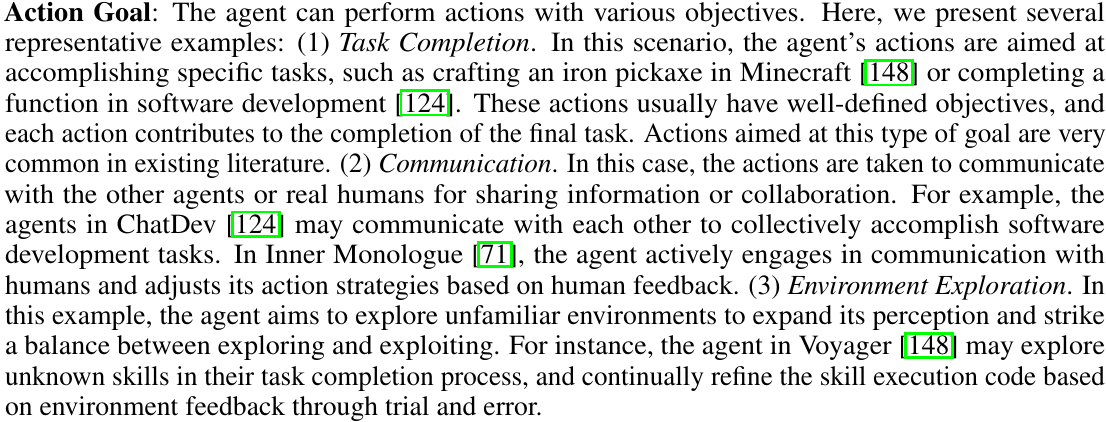 Action Goal: The agent can perform actions with various objectives. Here, we present several
representative examples: (1) Task Completion. In this scenario, the agent's actions are aimed at
accomplishing specific tasks, such as crafting an iron pickaxe in Minecraft [148] or completing a
function in software development [124]. These actions usually have well-defined objectives, and
each action contributes to the completion of the final task. Actions aimed at this type of goal are very
common in existing literature. (2) Communication. In this case, the actions are taken to communicate
with the other agents or real humans for sharing information or collaboration. For example, the
agents in ChatDev [124] may communicate with each other to collectively accomplish software
development tasks. In Inner Monologue [71], the agent actively engages in communication with
humans and adjusts its action strategies based on human feedback. (3) Environment Exploration. In
this example, the agent aims to explore unfamiliar environments to expand its perception and strike
a balance between exploring and exploiting. For instance, the agent in Voyager [148] may explore
unknown skills in their task completion process, and continually refine the skill execution code based
on environment feedback through trial and error.